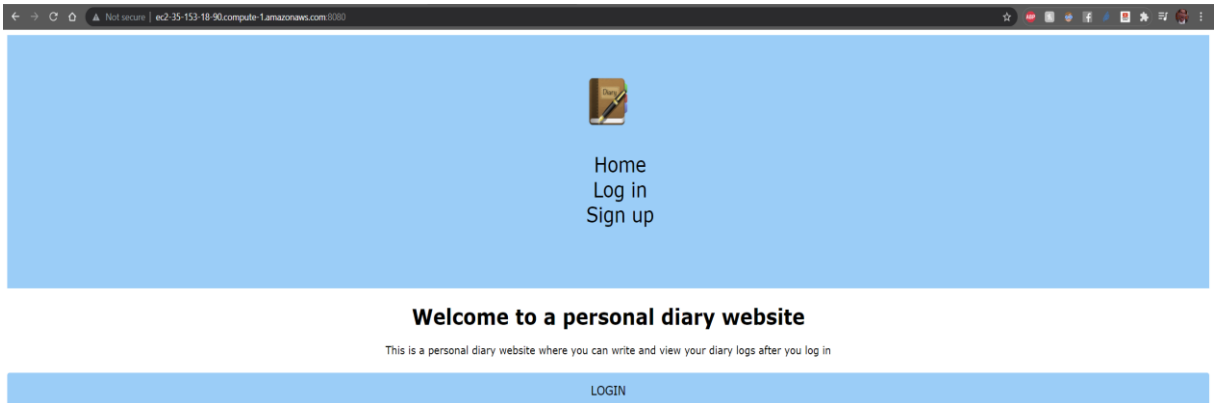 Not secure | ec2-35-153-18-90.compute-1.amazonaws.com:8080
Diary
Home
Log in
Sign up
Welcome to a personal diary website
This is a personal diary website where you can write and view your diary logs after you log in
LOGIN